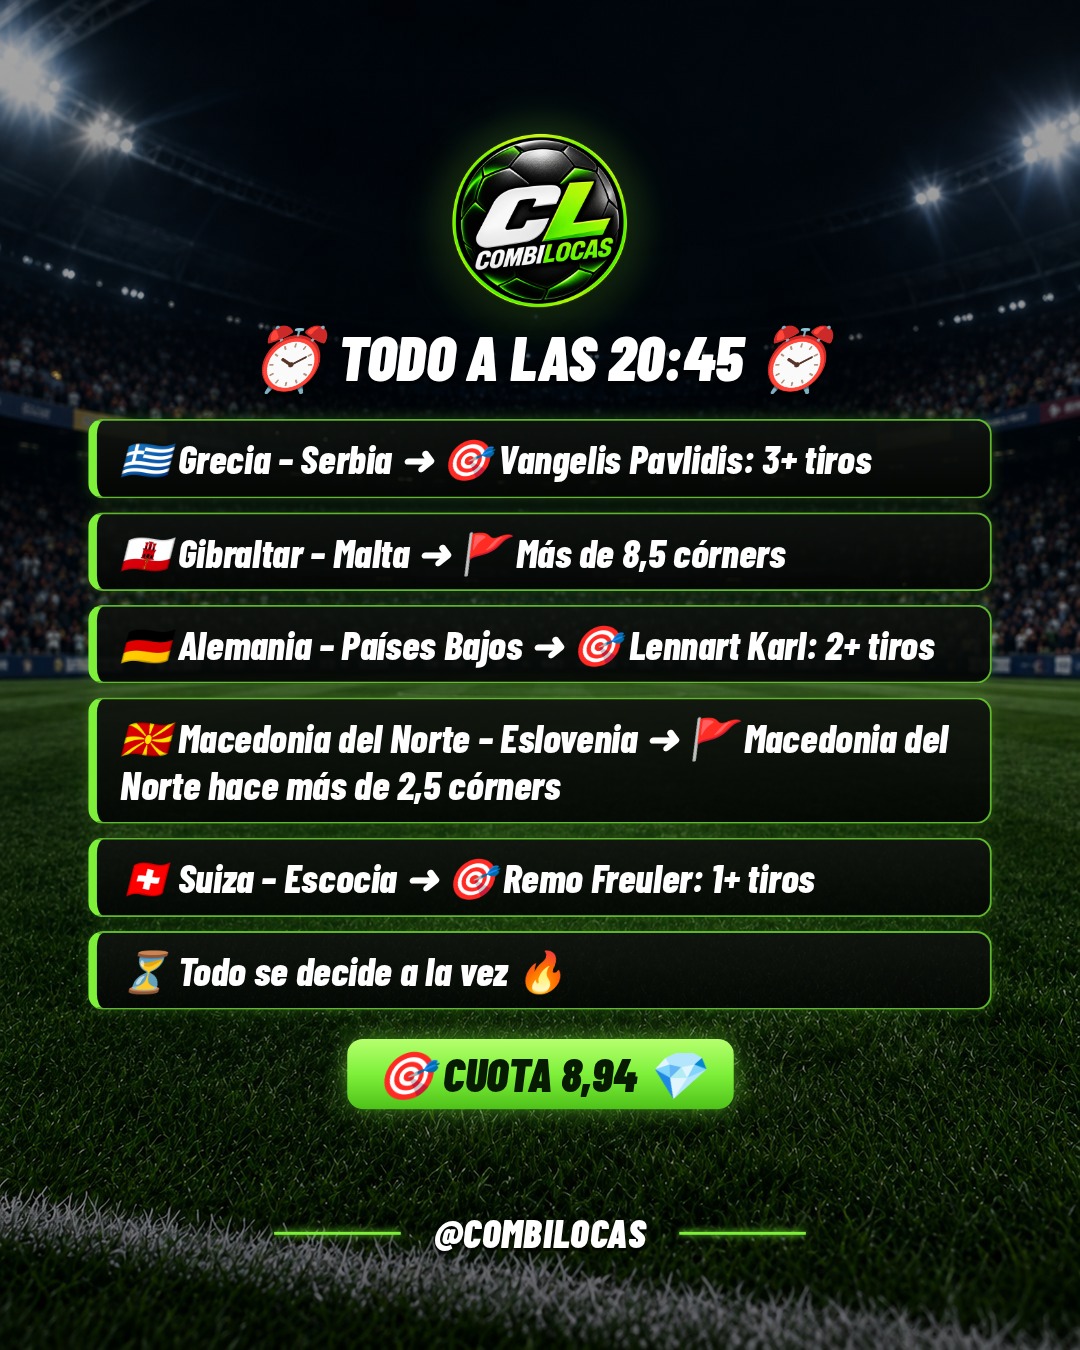 CL
COMBILOCAS
⏰ TODO A LAS 20:45 ⏰
🇬🇷 Grecia – Serbia ➜ 🎯 Vangelis Pavlidis: 3+ tiros
🇬🇮 Gibraltar – Malta ➜ 🚩 Más de 8,5 córners
🇩🇪 Alemania – Países Bajos ➜ 🎯 Lennart Karl: 2+ tiros
🇲🇰 Macedonia del Norte – Eslovenia ➜ 🚩 Macedonia del
Norte hace más de 2,5 córners
🇨🇭 Suiza – Escocia ➜ 🎯 Remo Freuler: 1+ tiros
⏳ Todo se decide a la vez 🔥
🎯 CUOTA 8,94 💎
@COMBILOCAS